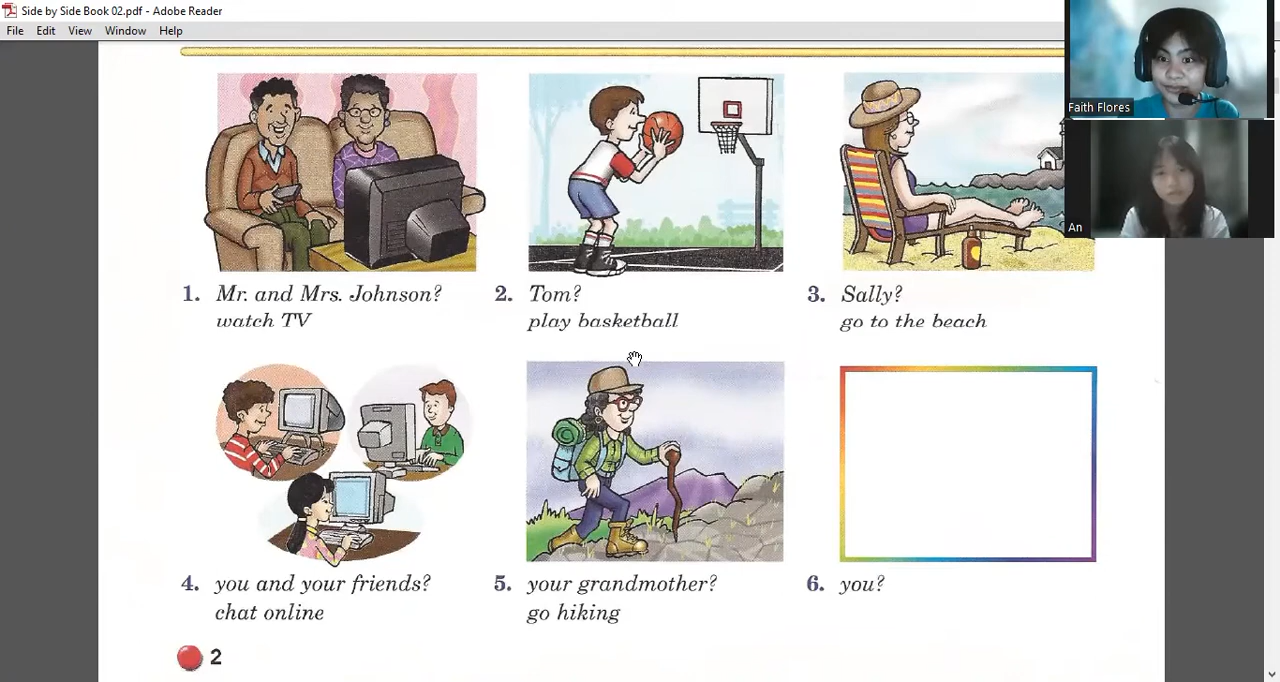 Side by Side Book 02.pdf - Adobe Reader
File Edit View Window Help
Faith Flores
An
1. Mr. and Mrs. Johnson?
watch TV
2. Tom?
play basketball
3. Sally?
go to the beach
4. you and your friends?
chat online
5. your grandmother?
go hiking
6. you?
2